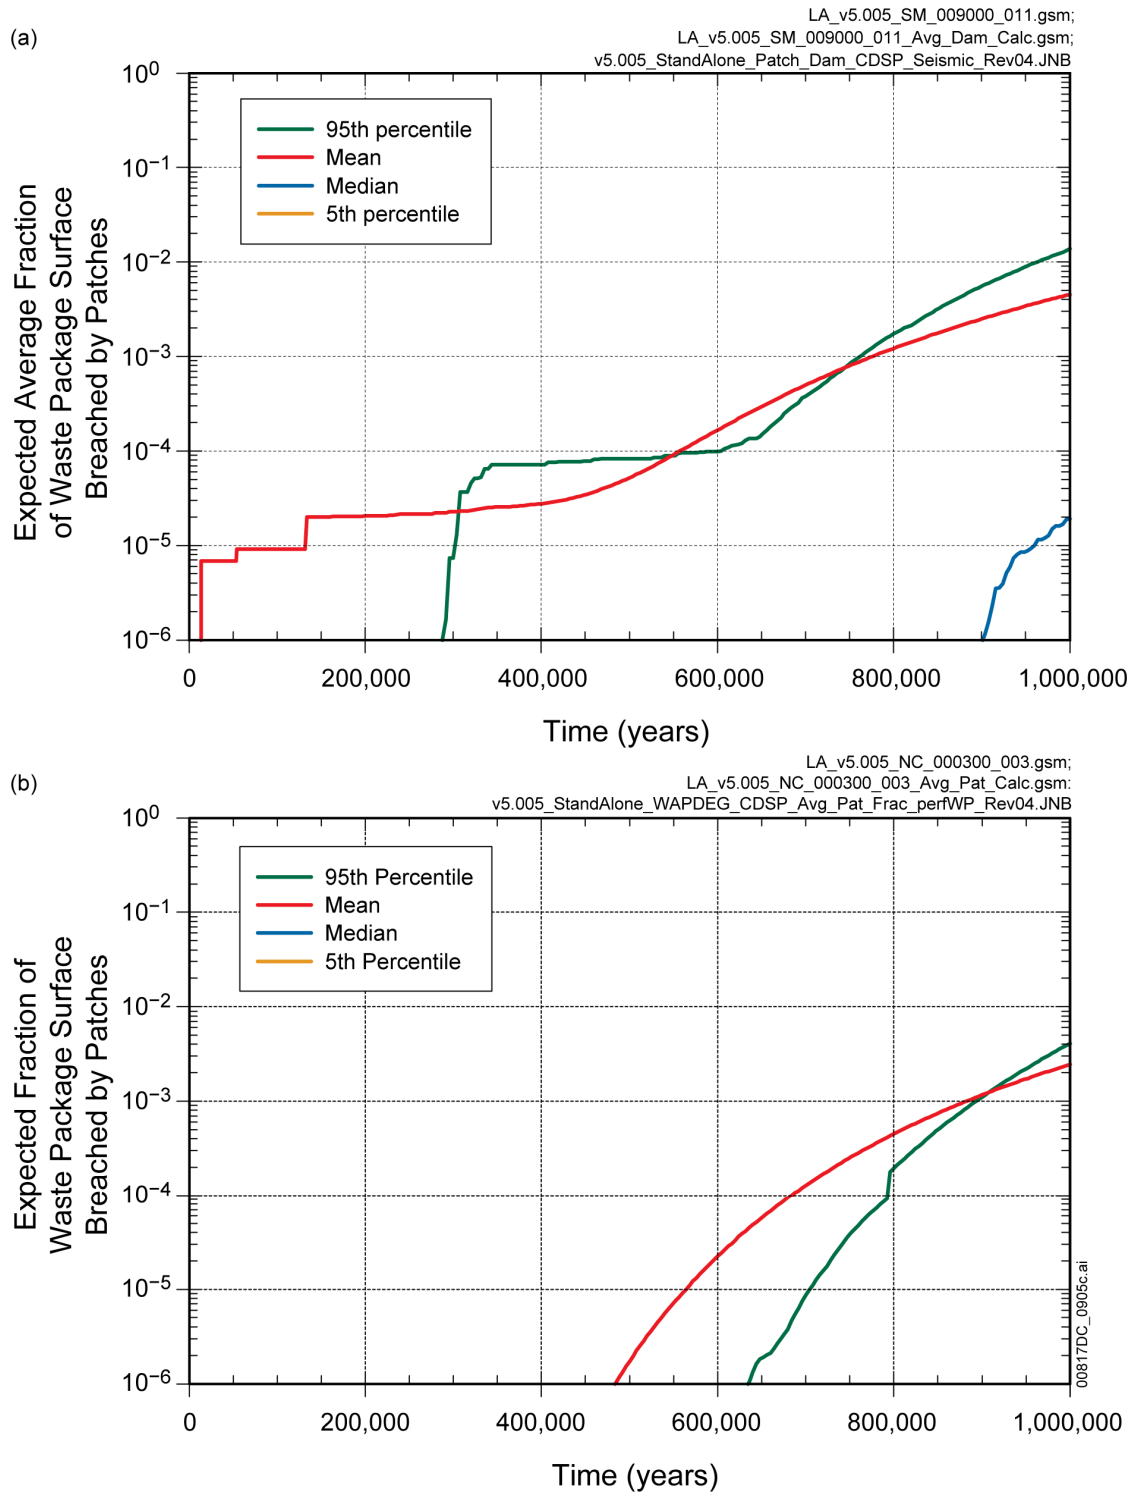 LA_v5.005_SM_009000_011.gsm;
(a)
LA_v5.005_SM_009000_011_Avg_Dam_Calc.gsm;
v5.005_StandAlone_Patch_Dam_CDSP_Seismic_Rev04.JNB
10⁰
95th percentile
Mean
Median
5th percentile
10⁻¹
10⁻²
10⁻³
10⁻⁴
10⁻⁵
10⁻⁶
Expected Average Fraction
of Waste Package Surface
Breached by Patches
0
200,000
400,000
600,000
800,000
1,000,000
Time (years)
LA_v5.005_NC_000300_003.gsm;
(b)
LA_v5.005_NC_000300_003_Avg_Pat_Calc.gsm:
v5.005_StandAlone_WAPDEG_CDSP_Avg_Pat_Frac_perfWP_Rev04.JNB
10⁰
95th Percentile
Mean
Median
5th Percentile
10⁻¹
10⁻²
10⁻³
10⁻⁴
10⁻⁵
10⁻⁶
Expected Fraction of
Waste Package Surface
Breached by Patches
00817DC_0905c.ai
0
200,000
400,000
600,000
800,000
1,000,000
Time (years)